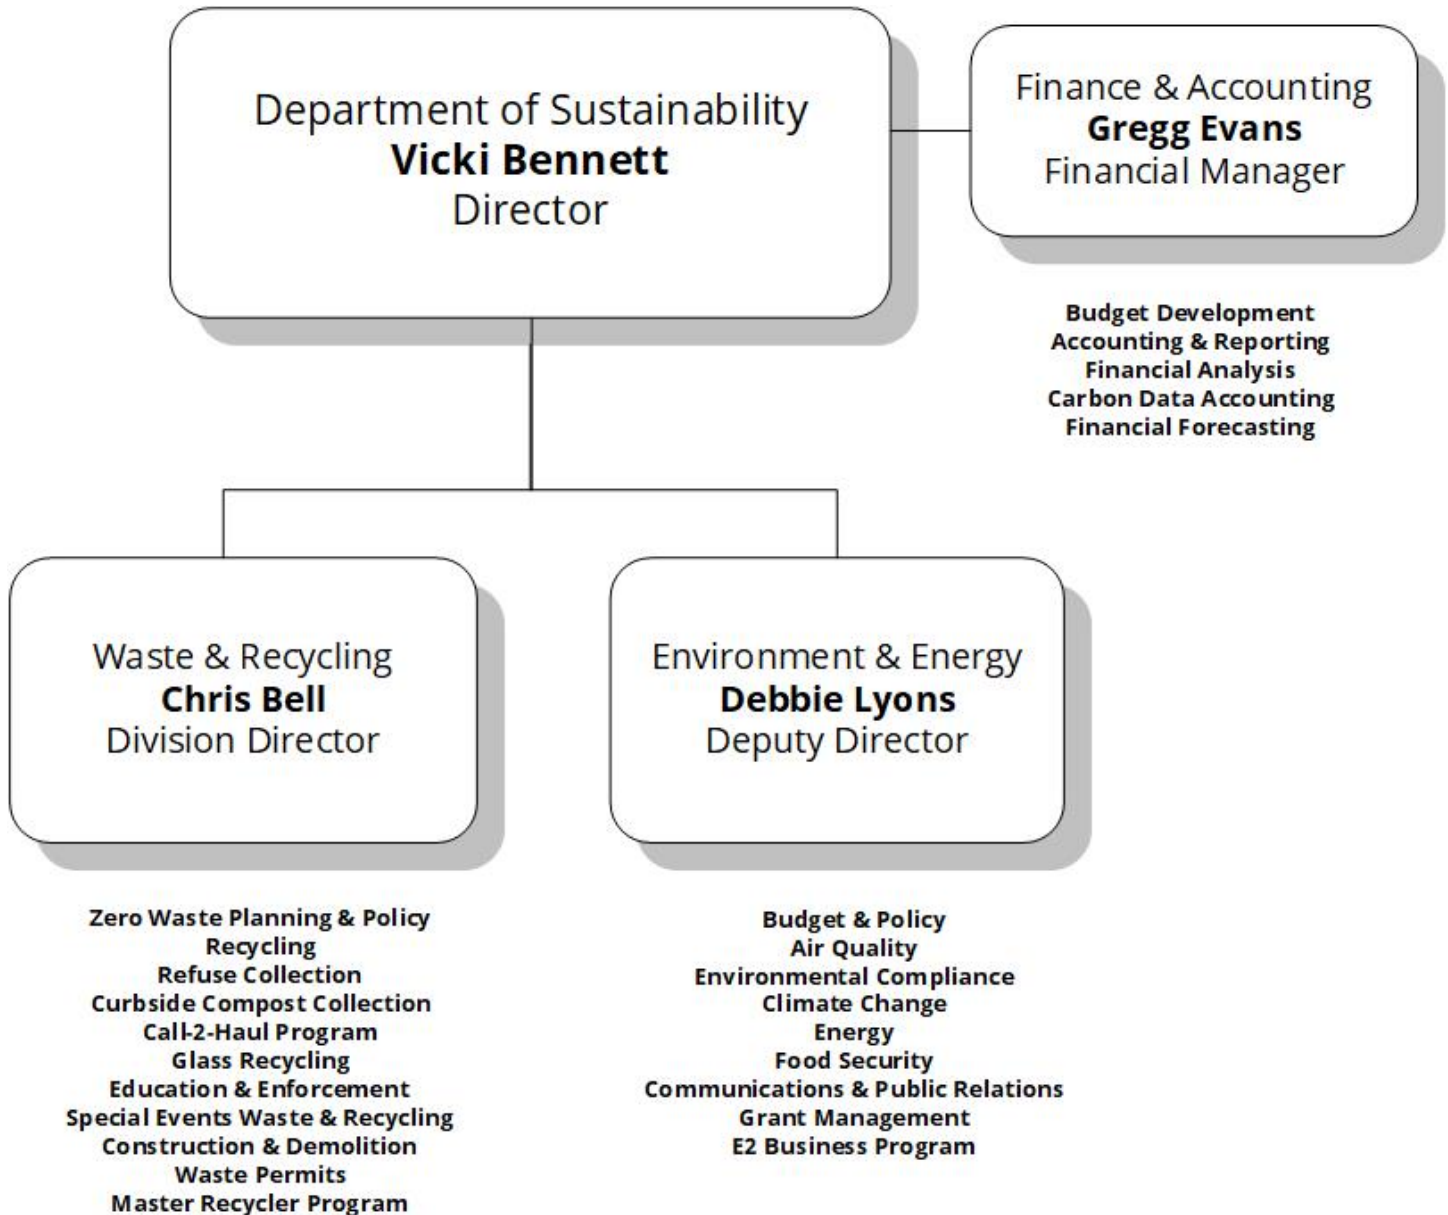 Department of Sustainability
Vicki Bennett
Director
Finance & Accounting
Gregg Evans
Financial Manager
Budget Development
Accounting & Reporting
Financial Analysis
Carbon Data Accounting
Financial Forecasting
Waste & Recycling
Chris Bell
Division Director
Zero Waste Planning & Policy
Recycling
Refuse Collection
Curbside Compost Collection
Call-2-Haul Program
Glass Recycling
Education & Enforcement
Special Events Waste & Recycling
Construction & Demolition
Waste Permits
Master Recycler Program
Environment & Energy
Debbie Lyons
Deputy Director
Budget & Policy
Air Quality
Environmental Compliance
Climate Change
Energy
Food Security
Communications & Public Relations
Grant Management
E2 Business Program